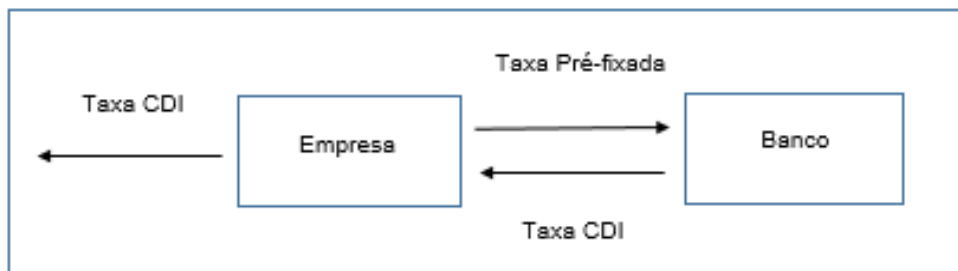 Taxa Pré-fixada
Taxa CDI
Empresa
Banco
Taxa CDI